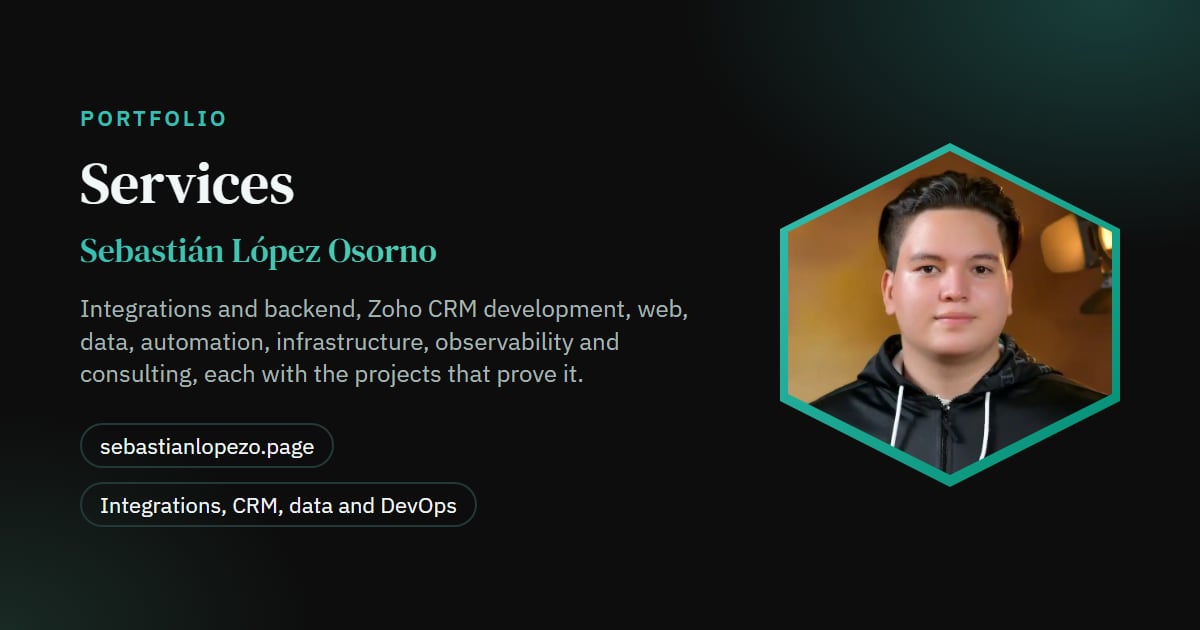 PORTFOLIO
Services
Sebastián López Osorno
Integrations and backend, Zoho CRM development, web,
data, automation, infrastructure, observability and
consulting, each with the projects that prove it.
sebastianlopezo.page
Integrations, CRM, data and DevOps